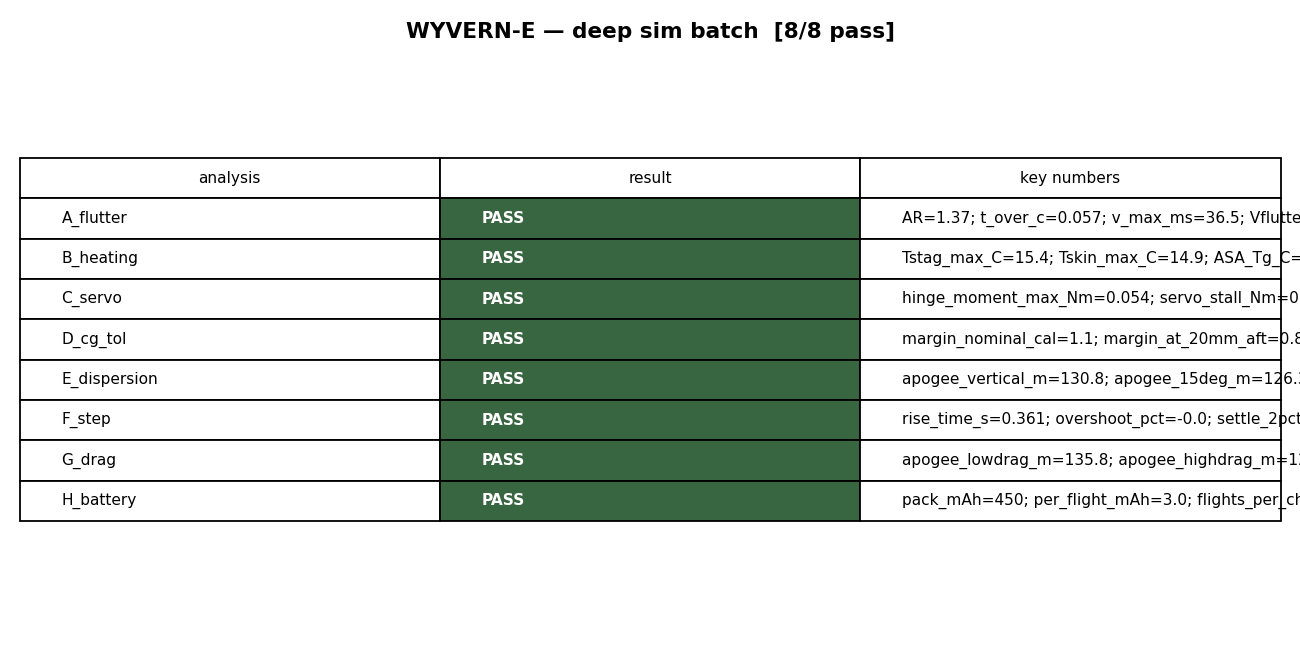 WYVERN-E — deep sim batch [8/8 pass]
analysis result key numbers
A_flutter PASS AR=1.37; t_over_c=0.057; v_max_ms=36.5; Vflutte
B_heating PASS Tstag_max_C=15.4; Tskin_max_C=14.9; ASA_Tg_C=
C_servo PASS hinge_moment_max_Nm=0.054; servo_stall_Nm=0
D_cg_tol PASS margin_nominal_cal=1.1; margin_at_20mm_aft=0.8
E_dispersion PASS apogee_vertical_m=130.8; apogee_15deg_m=126.
F_step PASS rise_time_s=0.361; overshoot_pct=-0.0; settle_2pct
G_drag PASS apogee_lowdrag_m=135.8; apogee_highdrag_m=12
H_battery PASS pack_mAh=450; per_flight_mAh=3.0; flights_per_ch